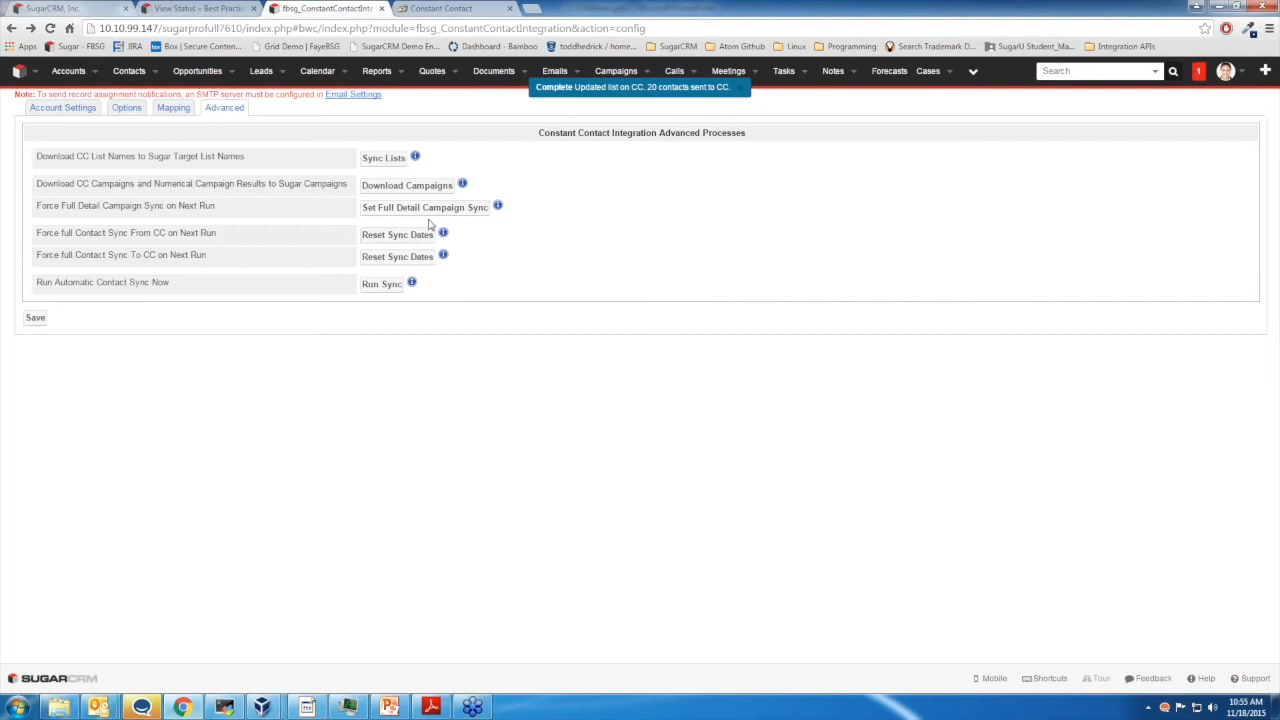 SugarCRM, Inc.
View Status « Best Practic
fbsg_ConstantContactInte
Constant Contact
10.10.99.147/sugarprofull7610/index.php#bwc/index.php?module=fbsg_ConstantContactIntegration&action=config
Apps Sugar - FBSG JIRA Box | Secure Conten... Grid Demo | FayeBSG SugarCRM Demo En... Dashboard - Bamboo toddhedrick / home... SugarCRM Atom Github Linux Programming Search Trademark D... SugarU Student_Ma... Integration APIs
Accounts Contacts Opportunities Leads Calendar Reports Quotes Documents Emails Campaigns Calls Meetings Tasks Notes Forecasts Cases Search 1
Complete Updated list on CC. 20 contacts sent to CC.
Note: To send record assignment notifications, an SMTP server must be configured in Email Settings
Account Settings Options Mapping Advanced
Constant Contact Integration Advanced Processes
Download CC List Names to Sugar Target List Names Sync Lists
Download CC Campaigns and Numerical Campaign Results to Sugar Campaigns Download Campaigns
Force Full Detail Campaign Sync on Next Run Set Full Detail Campaign Sync
Force full Contact Sync From CC on Next Run Reset Sync Dates
Force full Contact Sync To CC on Next Run Reset Sync Dates
Run Automatic Contact Sync Now Run Sync
Save
SUGARCRM Mobile Shortcuts Tour Feedback Help Support
10:55 AM
11/18/2015